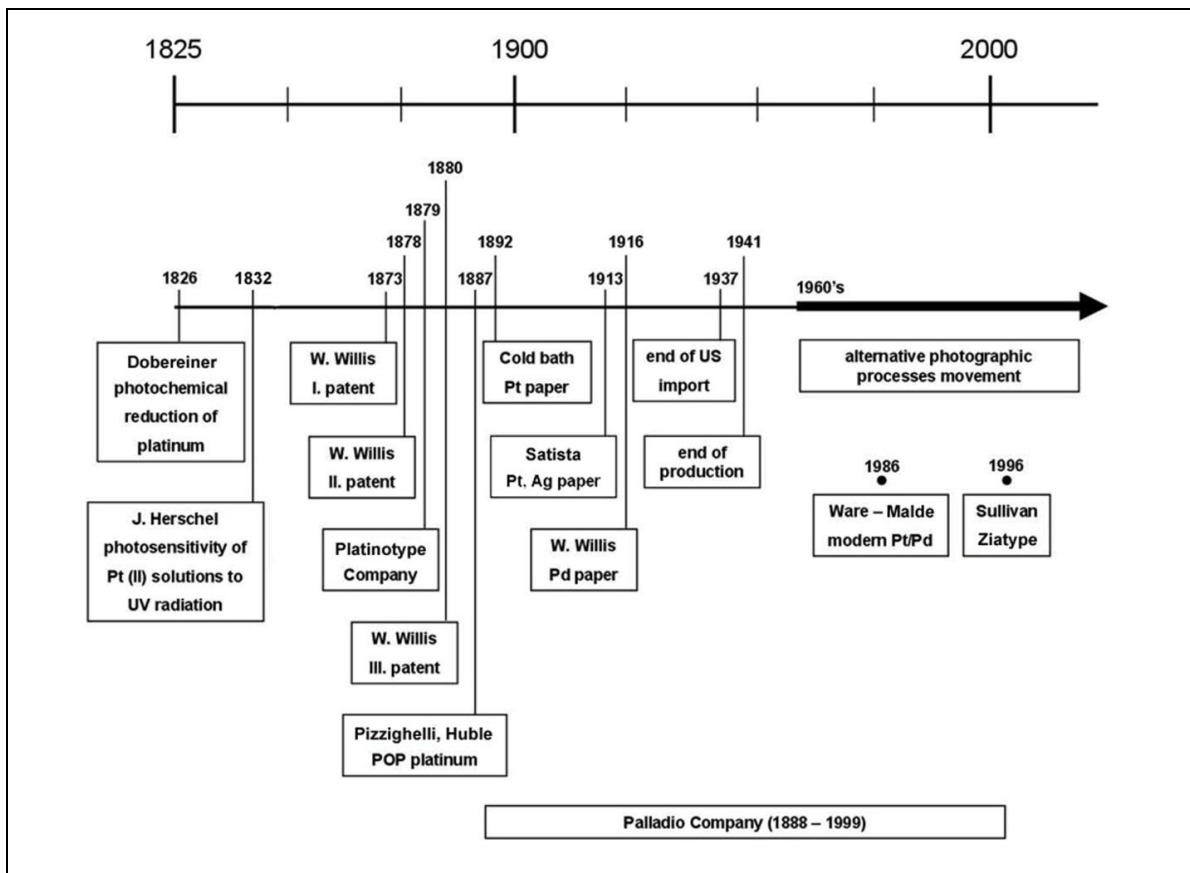 1825 1900 2000
1880
1879
1878 1892 1916 1941
1826 1832 1873 1887 1913 1937 1960's
Dobereiner
photochemical
reduction of
platinum
J. Herschel
photosensitivity of
Pt (II) solutions to
UV radiation
W. Willis
I. patent
W. Willis
II. patent
Platinotype
Company
W. Willis
III. patent
Pizzighelli, Huble
POP platinum
Cold bath
Pt paper
Satista
Pt, Ag paper
W. Willis
Pd paper
end of US
import
end of
production
alternative photographic
processes movement
1986
Ware – Malde
modern Pt/Pd
1996
Sullivan
Ziatype
Palladio Company (1888 – 1999)